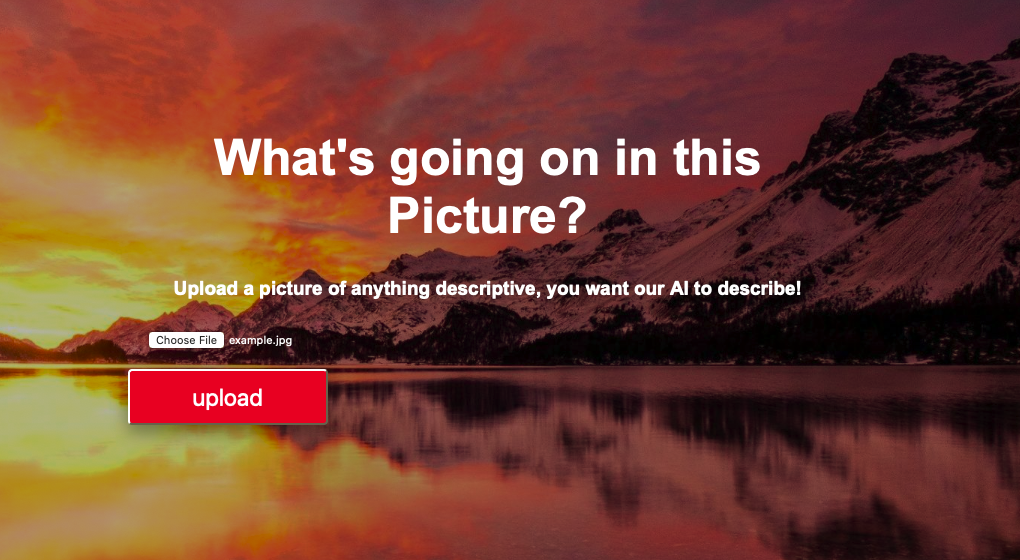 What's going on in this
Picture?
Upload a picture of anything descriptive, you want our AI to describe!
Choose File example.jpg
upload